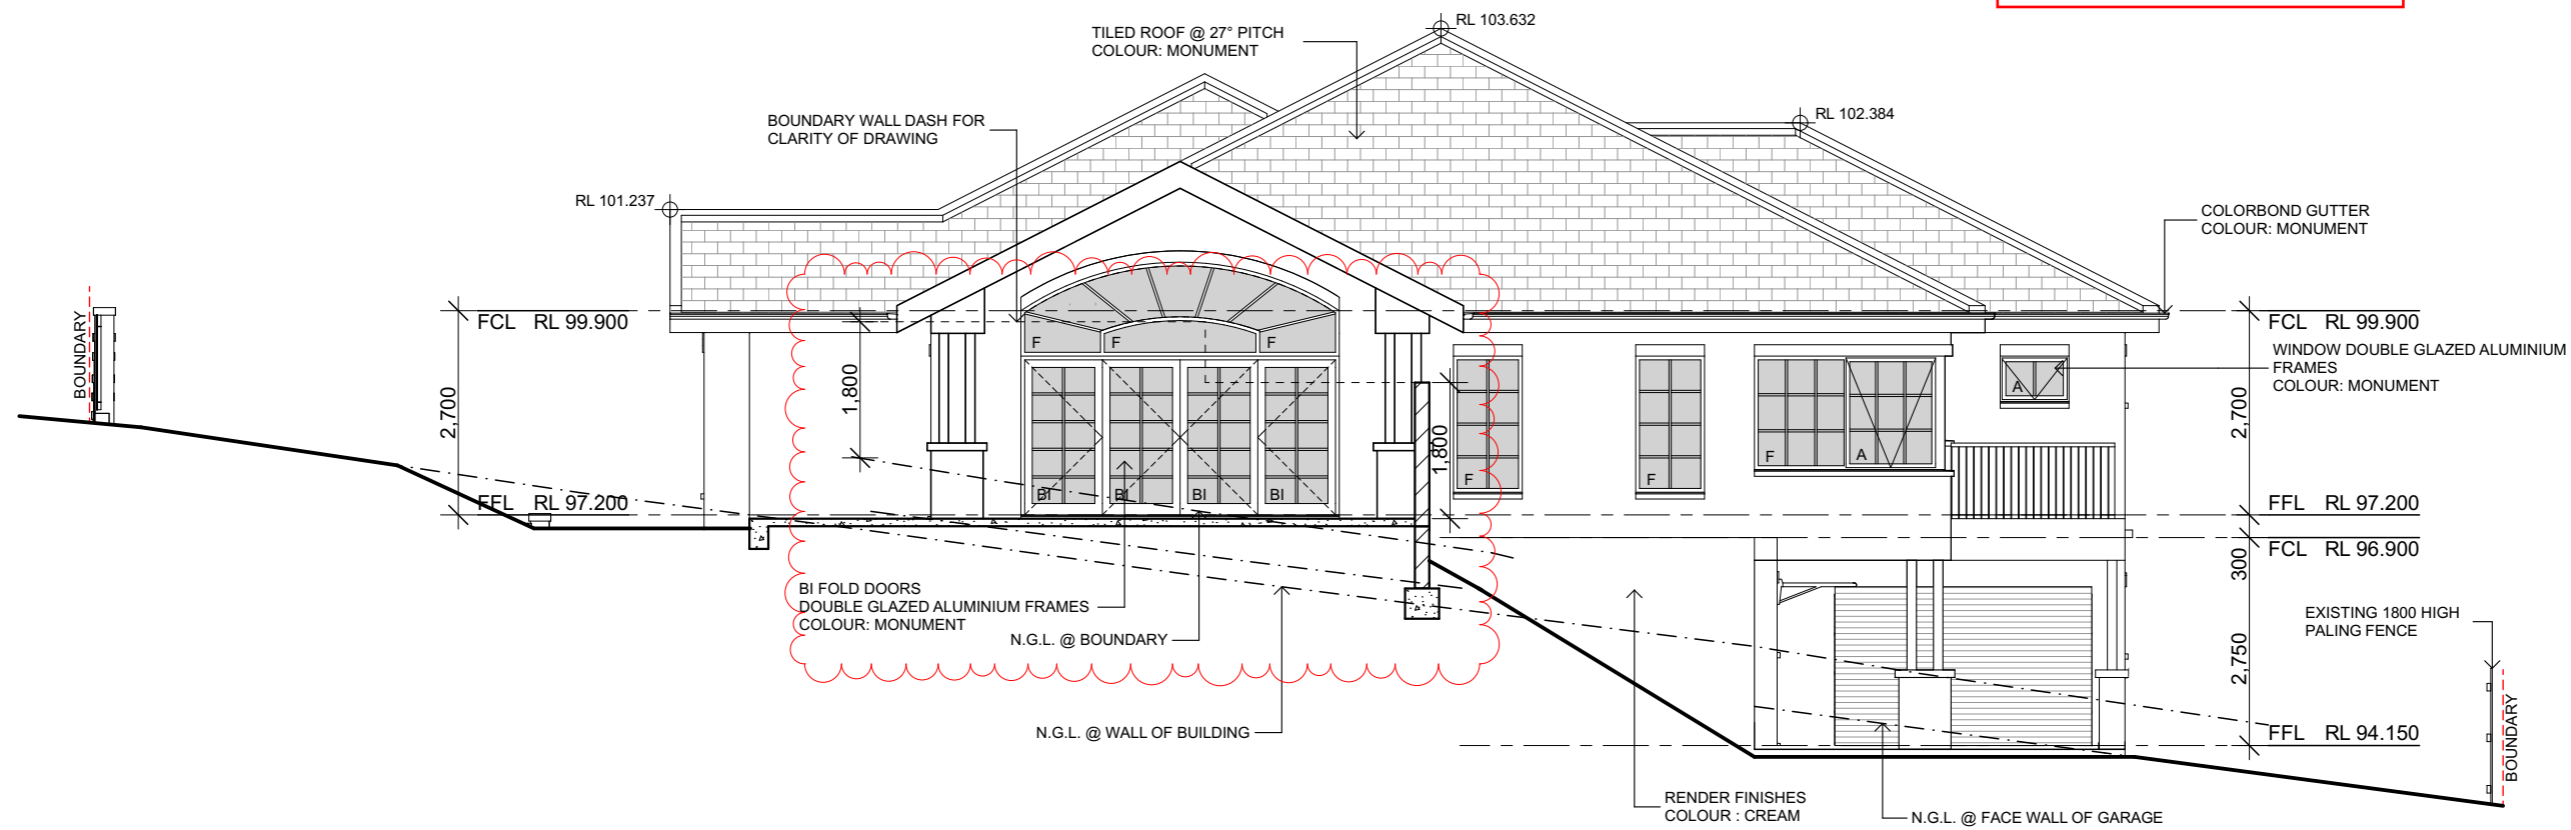 RL 103.632
TILED ROOF @ 27° PITCH
COLOUR: MONUMENT
RL 102.384
BOUNDARY WALL DASH FOR
CLARITY OF DRAWING
RL 101.237
COLORBOND GUTTER
COLOUR: MONUMENT
BOUNDARY
FCL RL 99.900
FCL RL 99.900
WINDOW DOUBLE GLAZED ALUMINIUM
FRAMES
COLOUR: MONUMENT
F
F
F
A
2,700
1,800
1,800
2,700
F
F
F
A
BI
BI
BI
BI
FFL RL 97.200
FFL RL 97.200
FCL RL 96.900
300
BI FOLD DOORS
DOUBLE GLAZED ALUMINIUM FRAMES
COLOUR: MONUMENT
N.G.L. @ BOUNDARY
EXISTING 1800 HIGH
PALING FENCE
2,750
N.G.L. @ WALL OF BUILDING
FFL RL 94.150
BOUNDARY
RENDER FINISHES
COLOUR : CREAM
N.G.L. @ FACE WALL OF GARAGE